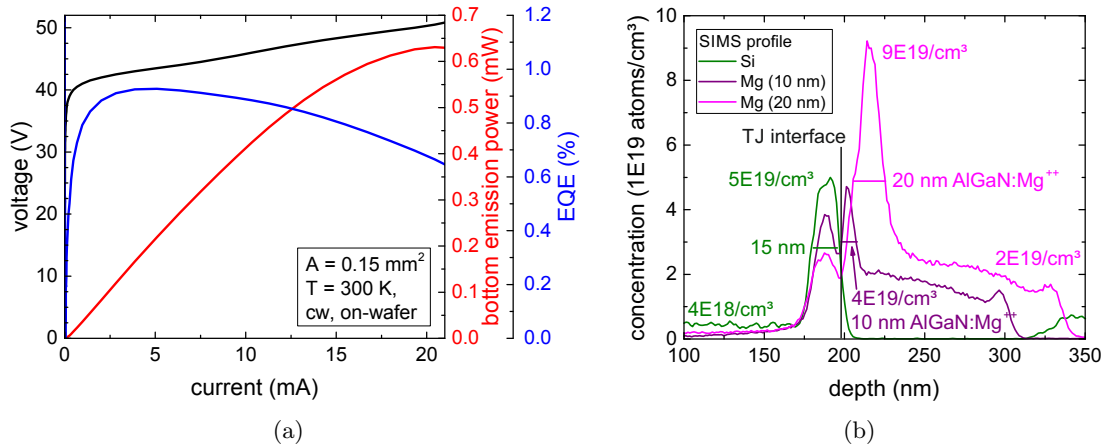 50
40
30
20
10
0
voltage (V)
0
5
10
15
20
current (mA)
0.7
0.6
0.5
0.4
0.3
0.2
0.1
0.0
bottom emission power (mW)
1.2
1.0
0.8
0.6
0.4
0.2
0.0
EQE (%)
A = 0.15 mm²
T = 300 K,
cw, on-wafer
(a)
10
8
6
4
2
0
concentration (1E19 atoms/cm³)
SIMS profile
Si
Mg (10 nm)
Mg (20 nm)
9E19/cm³
TJ interface
5E19/cm³
20 nm AlGaN:Mg⁺⁺
15 nm
2E19/cm³
4E18/cm³
4E19/cm³
10 nm AlGaN:Mg⁺⁺
100
150
200
250
300
350
depth (nm)
(b)